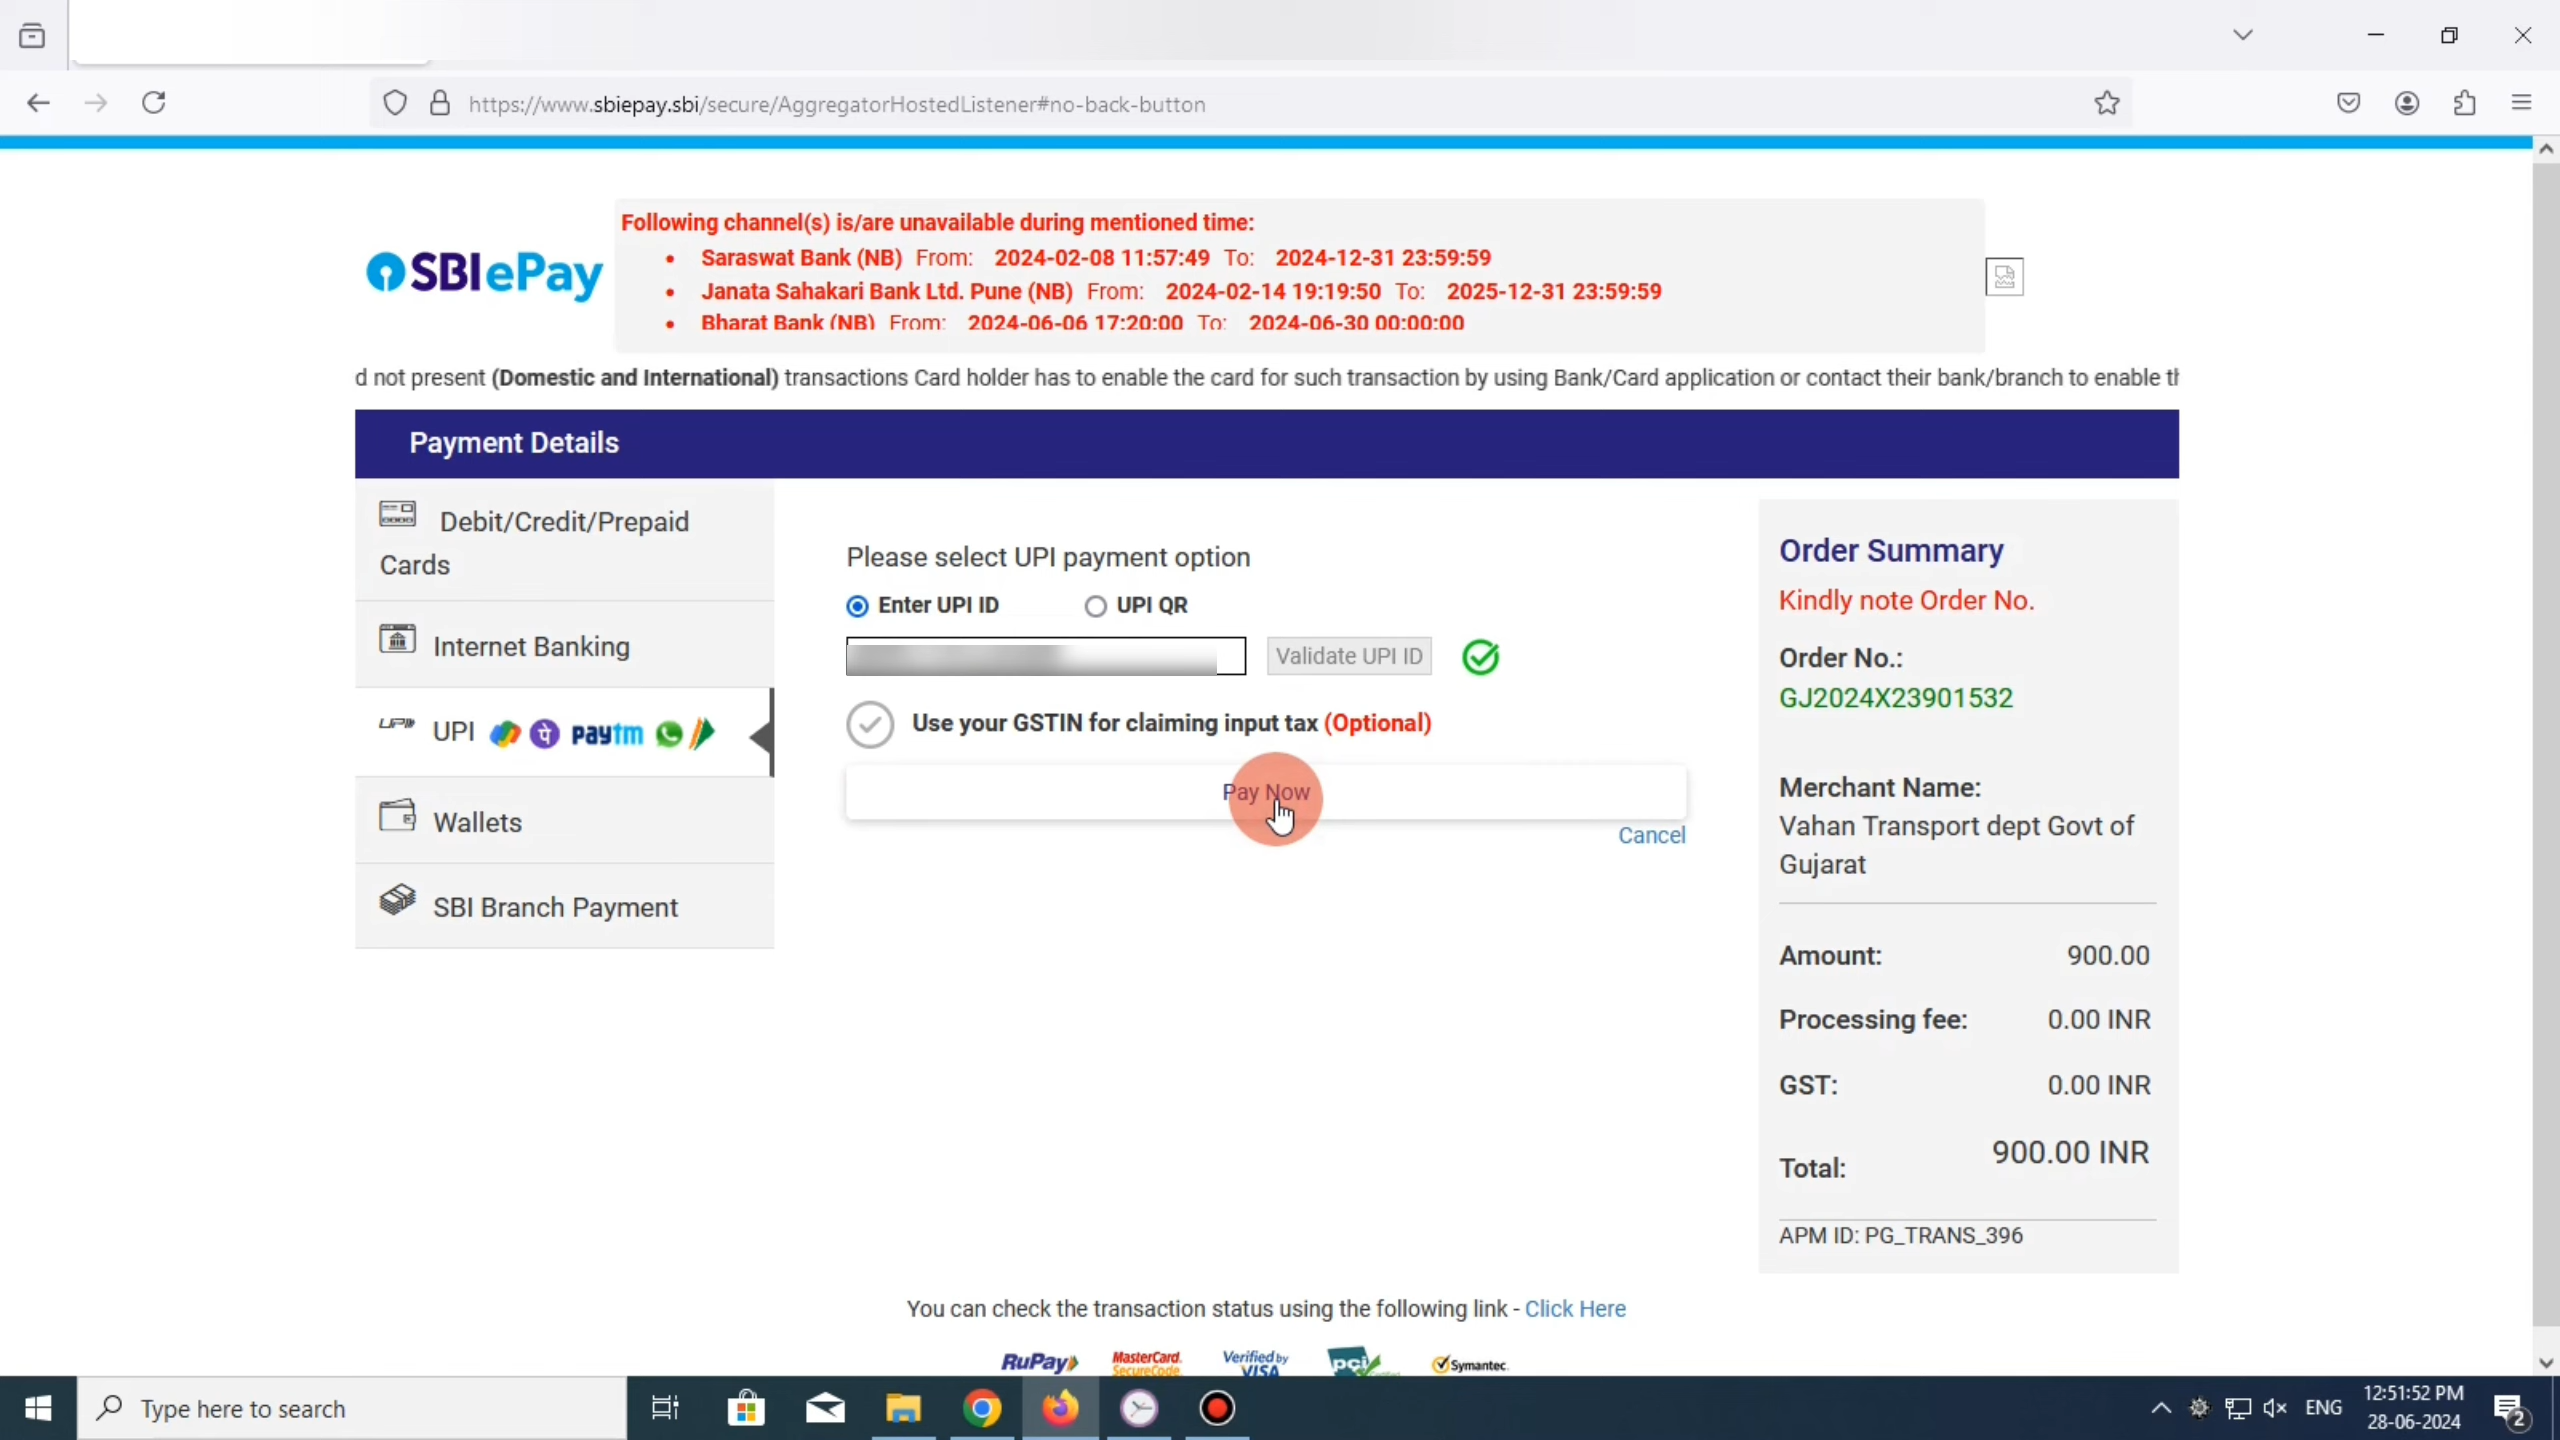 https://www.sbiepay.sbi/secure/AggregatorHostedListener#no-back-button
SBI ePay
Following channel(s) is/are unavailable during mentioned time:
• Saraswat Bank (NB) From: 2024-02-08 11:57:49 To: 2024-12-31 23:59:59
• Janata Sahakari Bank Ltd. Pune (NB) From: 2024-02-14 19:19:50 To: 2025-12-31 23:59:59
• Bharat Bank (NB) From: 2024-06-06 17:20:00 To: 2024-06-30 00:00:00
d not present (Domestic and International) transactions Card holder has to enable the card for such transaction by using Bank/Card application or contact their bank/branch to enable th
Payment Details
Debit/Credit/Prepaid
Cards
Internet Banking
UPI UPI paytm
Wallets
SBI Branch Payment
Please select UPI payment option
Enter UPI ID UPI QR
Validate UPI ID
Use your GSTIN for claiming input tax (Optional)
Pay Now
Cancel
Order Summary
Kindly note Order No.
Order No.:
GJ2024X23901532
Merchant Name:
Vahan Transport dept Govt of
Gujarat
Amount: 900.00
Processing fee: 0.00 INR
GST: 0.00 INR
Total: 900.00 INR
APM ID: PG_TRANS_396
You can check the transaction status using the following link - Click Here
RuPay MasterCard. SecureCode. Verified by VISA pci Symantec.
Type here to search
ENG
12:51:52 PM
28-06-2024
2